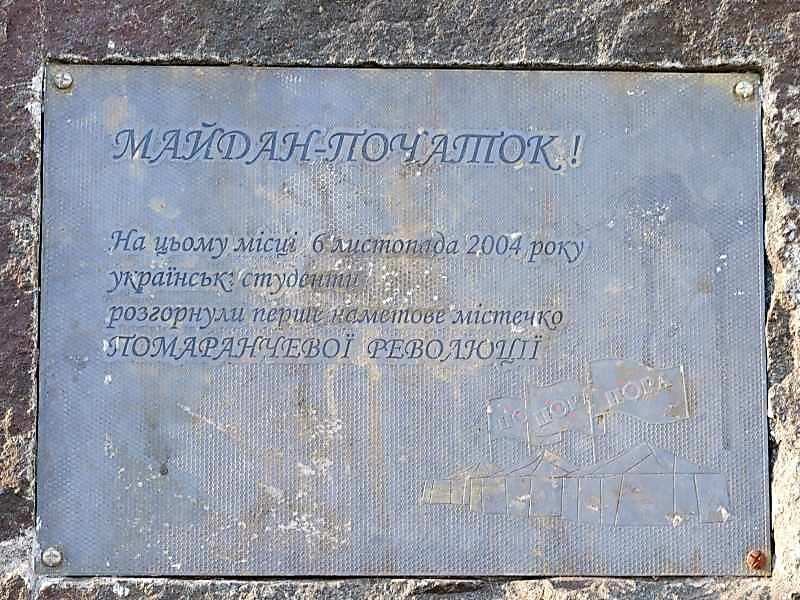 МАЙДАН-ПОЧАТОК !
На цьому місці 6 листопада 2004 року
українські студенти
розгорнули перше наметове містечко
ПОМАРАНЧЕВОЇ РЕВОЛЮЦІЇ
ПО ПОРА ПОРА